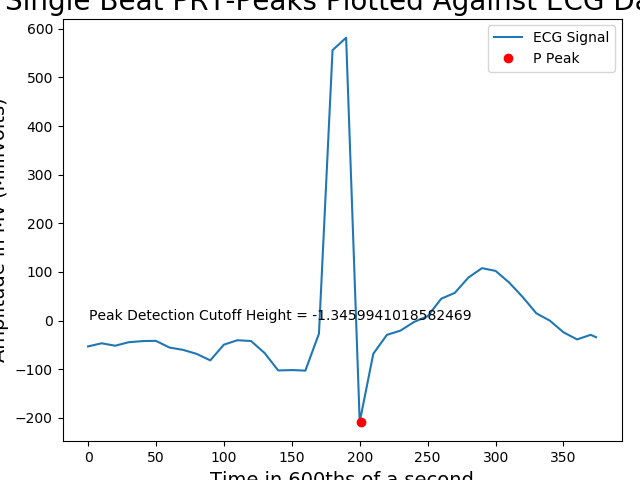 Single Beat PRT-Peaks Plotted Against ECG Da
600
500
400
300
200
100
0
−100
−200
Amplitude in MV (Millivolts)
ECG Signal
P Peak
Peak Detection Cutoff Height = -1.3459941018582469
0 50 100 150 200 250 300 350
Time in 600ths of a second